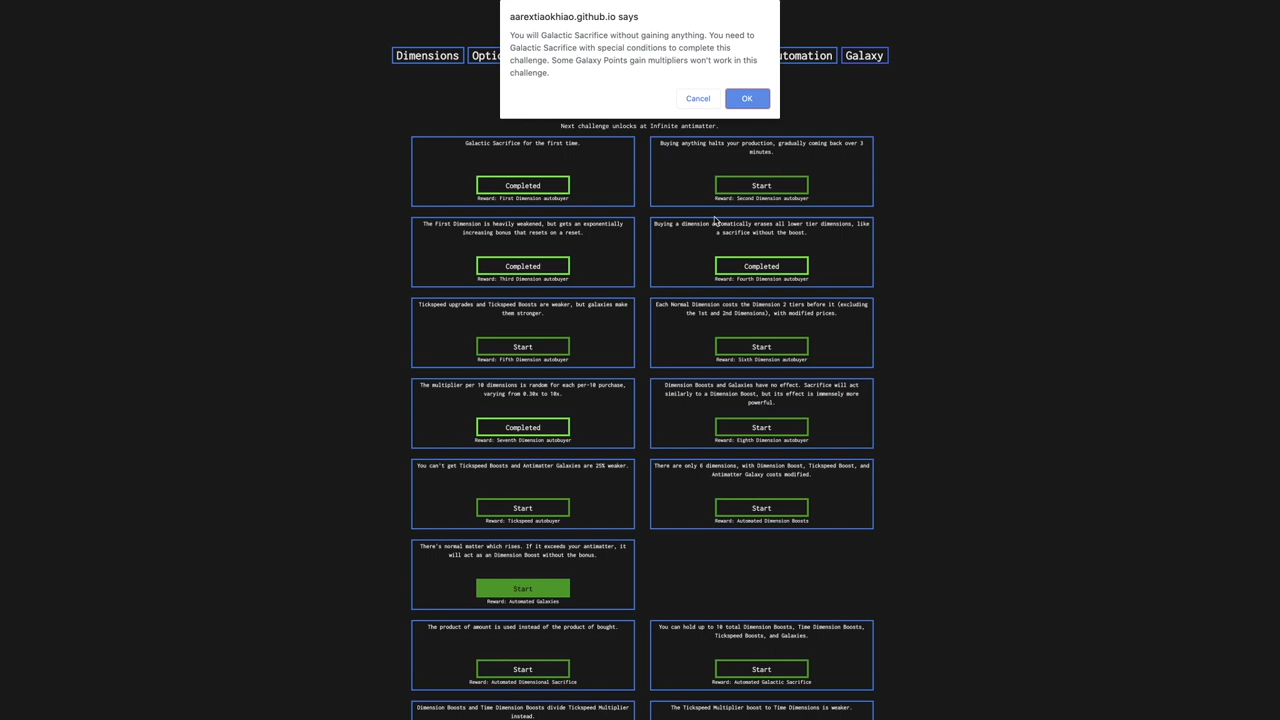 aarextiaokhiao.github.io says
You will Galactic Sacrifice without gaining anything. You need to
Galactic Sacrifice with special conditions to complete this
challenge. Some Galaxy Points gain multipliers won't work in this
challenge.
Cancel
OK
Dimensions
Optio
utomation
Galaxy
Next challenge unlocks at Infinite antimatter.
Galactic Sacrifice for the first time.
Completed
Reward: First Dimension autobuyer
Buying anything halts your production, gradually coming back over 3
minutes.
Start
Reward: Second Dimension autobuyer
The First Dimension is heavily weakened, but gets an exponentially
increasing bonus that resets on a reset.
Completed
Reward: Third Dimension autobuyer
Buying a dimension automatically erases all lower tier dimensions, like
a sacrifice without the boost.
Completed
Reward: Fourth Dimension autobuyer
Tickspeed upgrades and Tickspeed Boosts are weaker, but galaxies make
them stronger.
Start
Reward: Fifth Dimension autobuyer
Each Normal Dimension costs the Dimension 2 tiers before it (excluding
the 1st and 2nd Dimensions), with modified prices.
Start
Reward: Sixth Dimension autobuyer
The multiplier per 10 dimensions is random for each per-10 purchase,
varying from 0.30x to 10x.
Completed
Reward: Seventh Dimension autobuyer
Dimension Boosts and Galaxies have no effect. Sacrifice will act
similarly to a Dimension Boost, but its effect is immensely more
powerful.
Start
Reward: Eighth Dimension autobuyer
You can't get Tickspeed Boosts and Antimatter Galaxies are 25% weaker.
Start
Reward: Tickspeed autobuyer
There are only 6 dimensions, with Dimension Boost, Tickspeed Boost, and
Antimatter Galaxy costs modified.
Start
Reward: Automated Dimension Boosts
There's normal matter which rises. If it exceeds your antimatter, it
will act as an Dimension Boost without the bonus.
Start
Reward: Automated Galaxies
The product of amount is used instead of the product of bought.
Start
Reward: Automated Dimensional Sacrifice
You can hold up to 10 total Dimension Boosts, Time Dimension Boosts,
Tickspeed Boosts, and Galaxies.
Start
Reward: Automated Galactic Sacrifice
Dimension Boosts and Time Dimension Boosts divide Tickspeed Multiplier
instead.
The Tickspeed Multiplier boost to Time Dimensions is weaker.